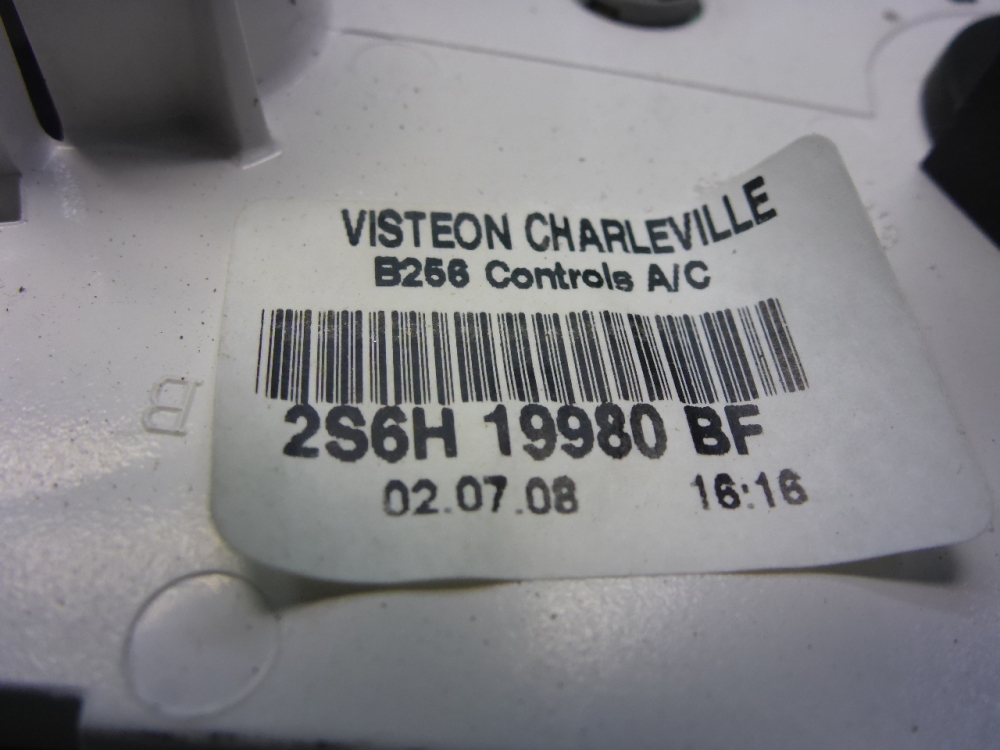 VISTEON CHARLEVILLE
B256 Controls A/C
2S6H 19980 BF
02.07.08 16:16
B